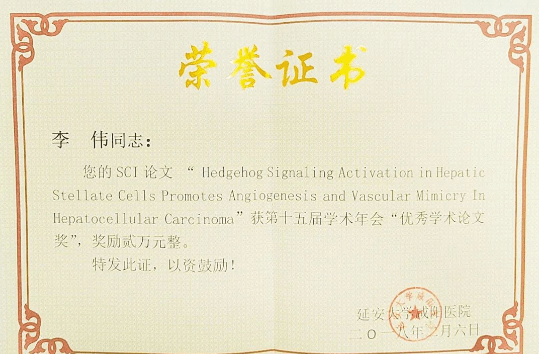 荣誉证书
李 伟同志：
您的SCI论文 “ Hedgehog Signaling Activation in Hepatic
Stellate Cells Promotes Angiogenesis and Vascular Mimicry In
Hepatocellular Carcinoma”获第十五届学术年会“优秀学术论文
奖”，奖励贰万元整。
特发此证，以资鼓励！
延安大学咸阳医院
二〇一八年二月六日